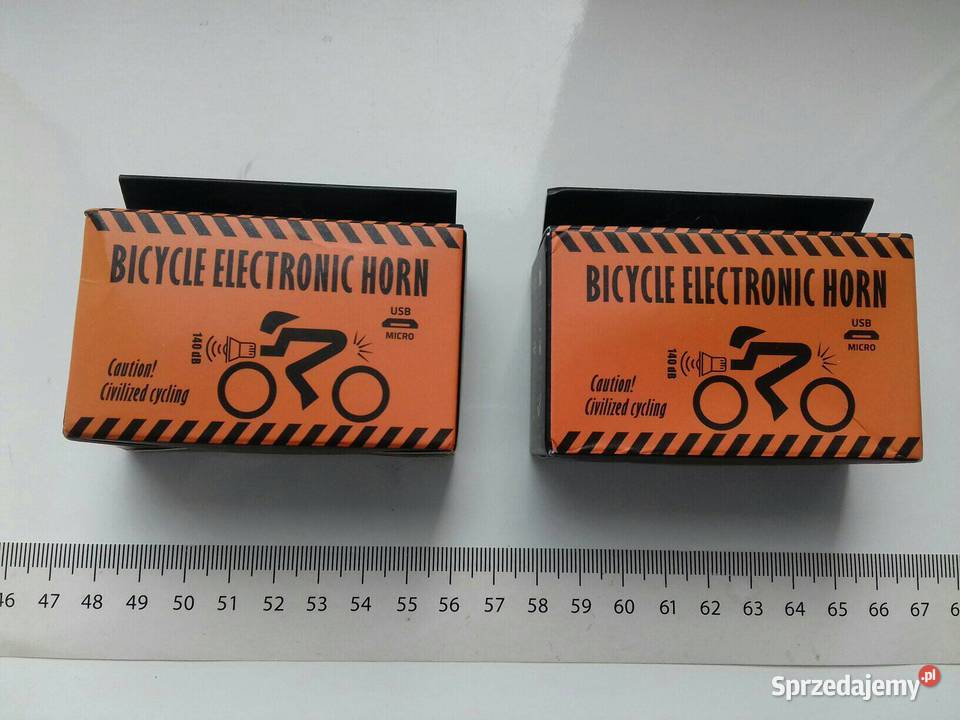 BICYCLE ELECTRONIC HORN
USB
MICRO
140 dB
Caution!
Civilized cycling
BICYCLE ELECTRONIC HORN
USB
MICRO
140 dB
Caution!
Civilized cycling
46 47 48 49 50 51 52 53 54 55 56 57 58 59 60 61 62 63 64 65 66 67
Sprzedajemy.pl